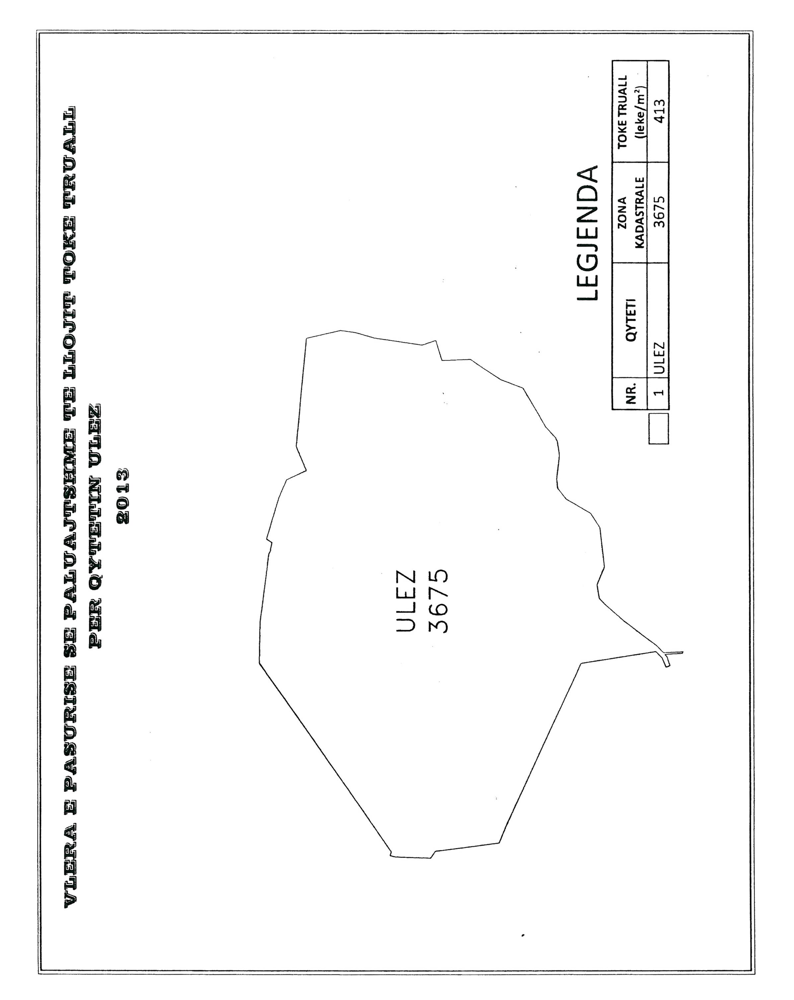 VLERA E PASURISE SE PALUAJTSHME TE LLOJIT TOKE TRUALL
PER QYTETIN ULEZ
2013
ULEZ
3675
LEGJENDA
NR. QYTETI ZONA KADASTRALE TOKE TRUALL (leke/m²)
1 ULEZ 3675 413